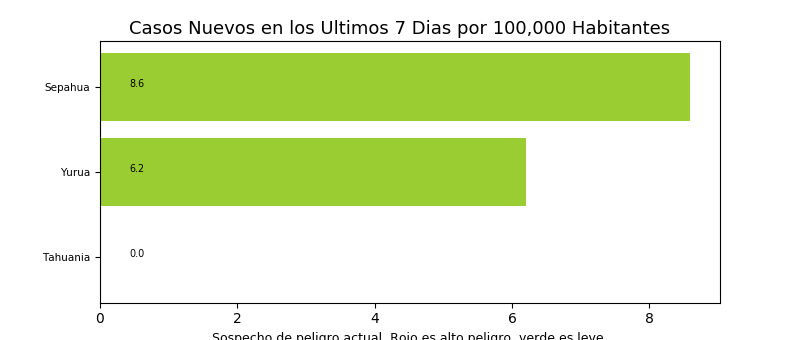 Casos Nuevos en los Ultimos 7 Dias por 100,000 Habitantes
Sepahua
8.6
Yurua
6.2
Tahuania
0.0
0 2 4 6 8
Sospecho de peligro actual. Rojo es alto peligro, verde es leve